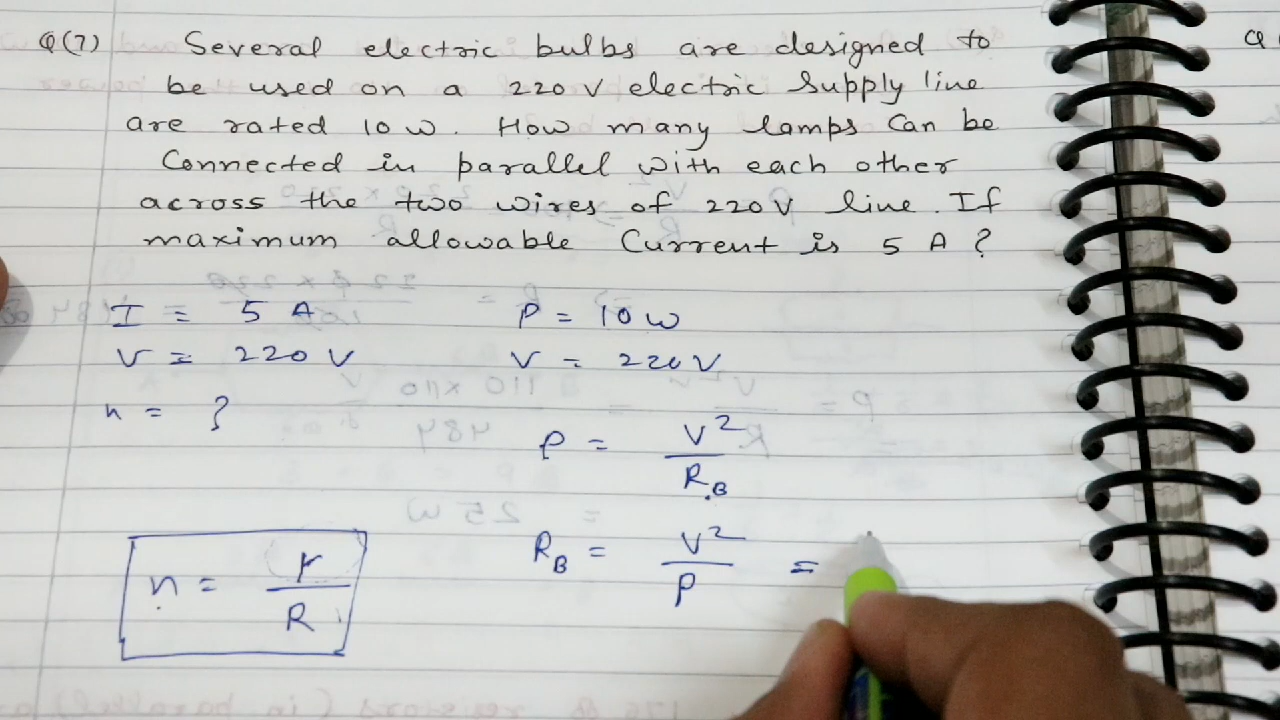 Q(7) Several electric bulbs are designed to
be used on a 220 V electric Supply line
are rated 10 W. How many lamps Can be
Connected in parallel with each other
across the two wires of 220 V line. If
maximum allowable Current is 5 A ?
I = 5 A P = 10 W
V = 220 V V = 220 V
n = ?
P = V²/R_B
R_B = V²/P =
n = r/R
Q